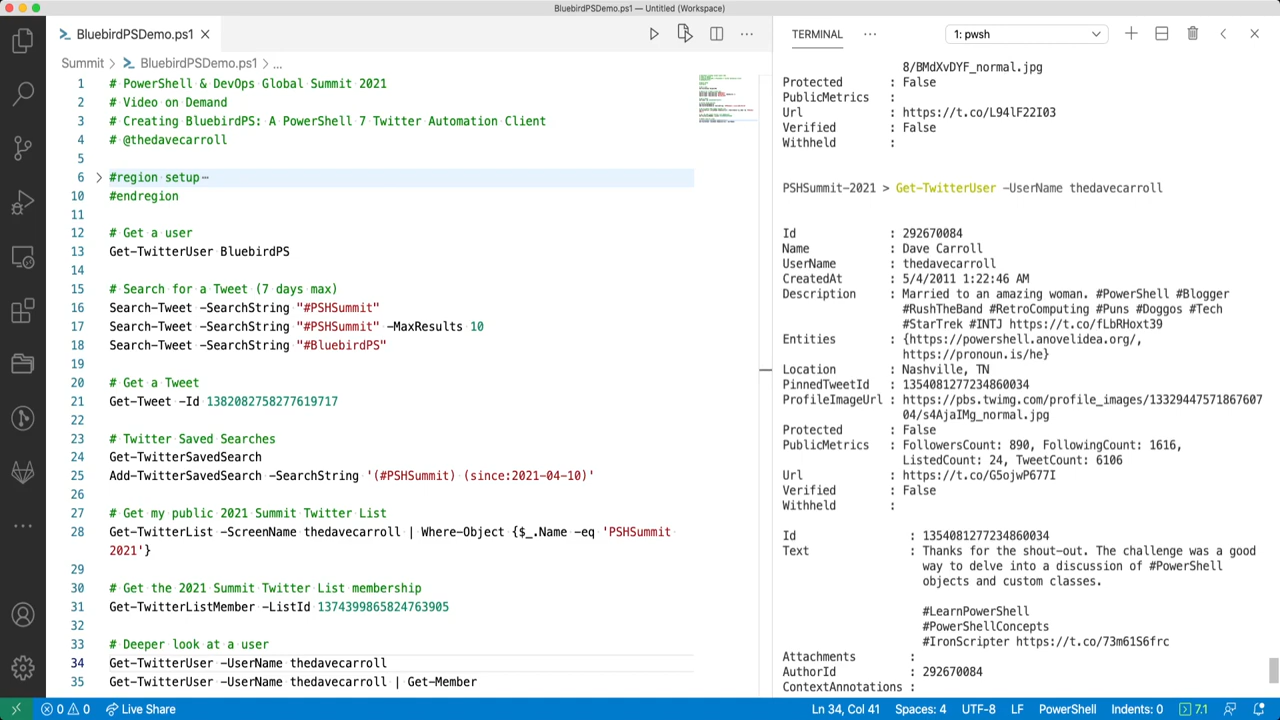 BluebirdPSDemo.ps1 — Untitled (Workspace)
BluebirdPSDemo.ps1
Summit > BluebirdPSDemo.ps1 > ...
1 # PowerShell & DevOps Global Summit 2021
2 # Video on Demand
3 # Creating BluebirdPS: A PowerShell 7 Twitter Automation Client
4 # @thedavecarroll
5
6 #region setup…
10 #endregion
11
12 # Get a user
13 Get-TwitterUser BluebirdPS
14
15 # Search for a Tweet (7 days max)
16 Search-Tweet -SearchString "#PSHSummit"
17 Search-Tweet -SearchString "#PSHSummit" -MaxResults 10
18 Search-Tweet -SearchString "#BluebirdPS"
19
20 # Get a Tweet
21 Get-Tweet -Id 1382082758277619717
22
23 # Twitter Saved Searches
24 Get-TwitterSavedSearch
25 Add-TwitterSavedSearch -SearchString '(#PSHSummit) (since:2021-04-10)'
26
27 # Get my public 2021 Summit Twitter List
28 Get-TwitterList -ScreenName thedavecarroll | Where-Object {$_.Name -eq 'PSHSummit
2021'}
29
30 # Get the 2021 Summit Twitter List membership
31 Get-TwitterListMember -ListId 1374399865824763905
32
33 # Deeper look at a user
34 Get-TwitterUser -UserName thedavecarroll
35 Get-TwitterUser -UserName thedavecarroll | Get-Member
TERMINAL ... 1: pwsh
8/BMdXvDYF_normal.jpg
Protected : False
PublicMetrics :
Url : https://t.co/L94lF22I03
Verified : False
Withheld :
PSHSummit-2021 > Get-TwitterUser -UserName thedavecarroll
Id : 292670084
Name : Dave Carroll
UserName : thedavecarroll
CreatedAt : 5/4/2011 1:22:46 AM
Description : Married to an amazing woman. #PowerShell #Blogger
#RushTheBand #RetroComputing #Puns #Doggos #Tech
#StarTrek #INTJ https://t.co/fLbRHoxt39
Entities : {https://powershell.anovelidea.org/,
https://pronoun.is/he}
Location : Nashville, TN
PinnedTweetId : 1354081277234860034
ProfileImageUrl : https://pbs.twimg.com/profile_images/13329447571867607
04/s4AjaIMg_normal.jpg
Protected : False
PublicMetrics : FollowersCount: 890, FollowingCount: 1616,
ListedCount: 24, TweetCount: 6106
Url : https://t.co/G5ojwP677I
Verified : False
Withheld :
Id : 1354081277234860034
Text : Thanks for the shout-out. The challenge was a good
way to delve into a discussion of #PowerShell
objects and custom classes.
#LearnPowerShell
#PowerShellConcepts
#IronScripter https://t.co/73m61S6frc
Attachments :
AuthorId : 292670084
ContextAnnotations :
0 0 Live Share Ln 34, Col 41 Spaces: 4 UTF-8 LF PowerShell Indents: 0 7.1